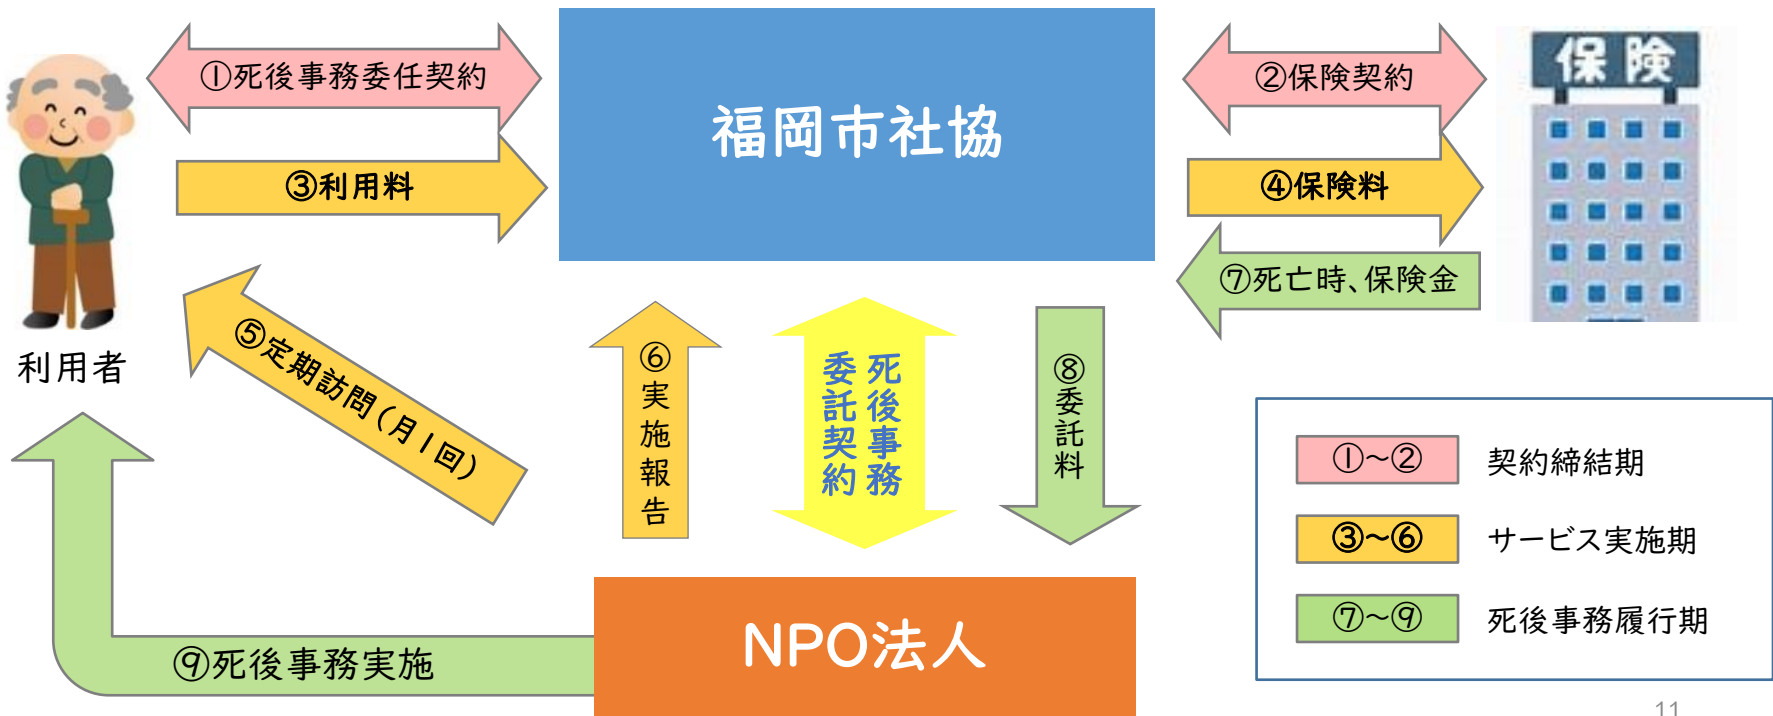 ①死後事務委任契約
福岡市社協
②保険契約
保険
③利用料
④保険料
⑦死亡時、保険金
利用者
⑤定期訪問(月1回)
⑥実施報告
死後事務
委託契約
⑧委託料
①~②
契約締結期
③~⑥
サービス実施期
⑦~⑨
死後事務履行期
NPO法人
⑨死後事務実施
11